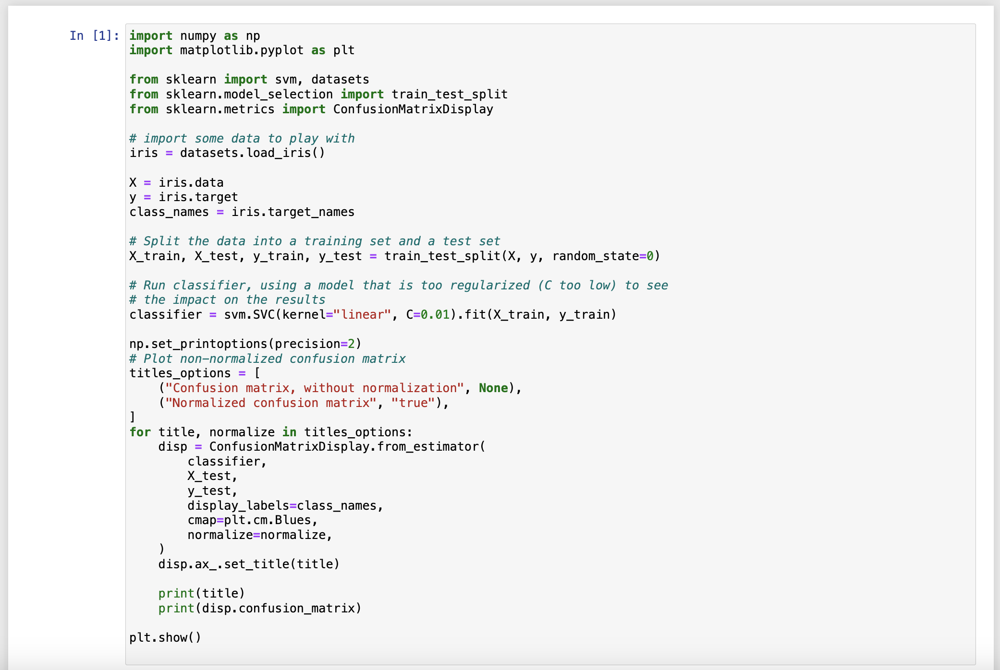 In [1]: import numpy as np
import matplotlib.pyplot as plt

from sklearn import svm, datasets
from sklearn.model_selection import train_test_split
from sklearn.metrics import ConfusionMatrixDisplay

# import some data to play with
iris = datasets.load_iris()

X = iris.data
y = iris.target
class_names = iris.target_names

# Split the data into a training set and a test set
X_train, X_test, y_train, y_test = train_test_split(X, y, random_state=0)

# Run classifier, using a model that is too regularized (C too low) to see
# the impact on the results
classifier = svm.SVC(kernel="linear", C=0.01).fit(X_train, y_train)

np.set_printoptions(precision=2)
# Plot non-normalized confusion matrix
titles_options = [
    ("Confusion matrix, without normalization", None),
    ("Normalized confusion matrix", "true"),
]
for title, normalize in titles_options:
    disp = ConfusionMatrixDisplay.from_estimator(
        classifier,
        X_test,
        y_test,
        display_labels=class_names,
        cmap=plt.cm.Blues,
        normalize=normalize,
    )
    disp.ax_.set_title(title)

    print(title)
    print(disp.confusion_matrix)

plt.show()